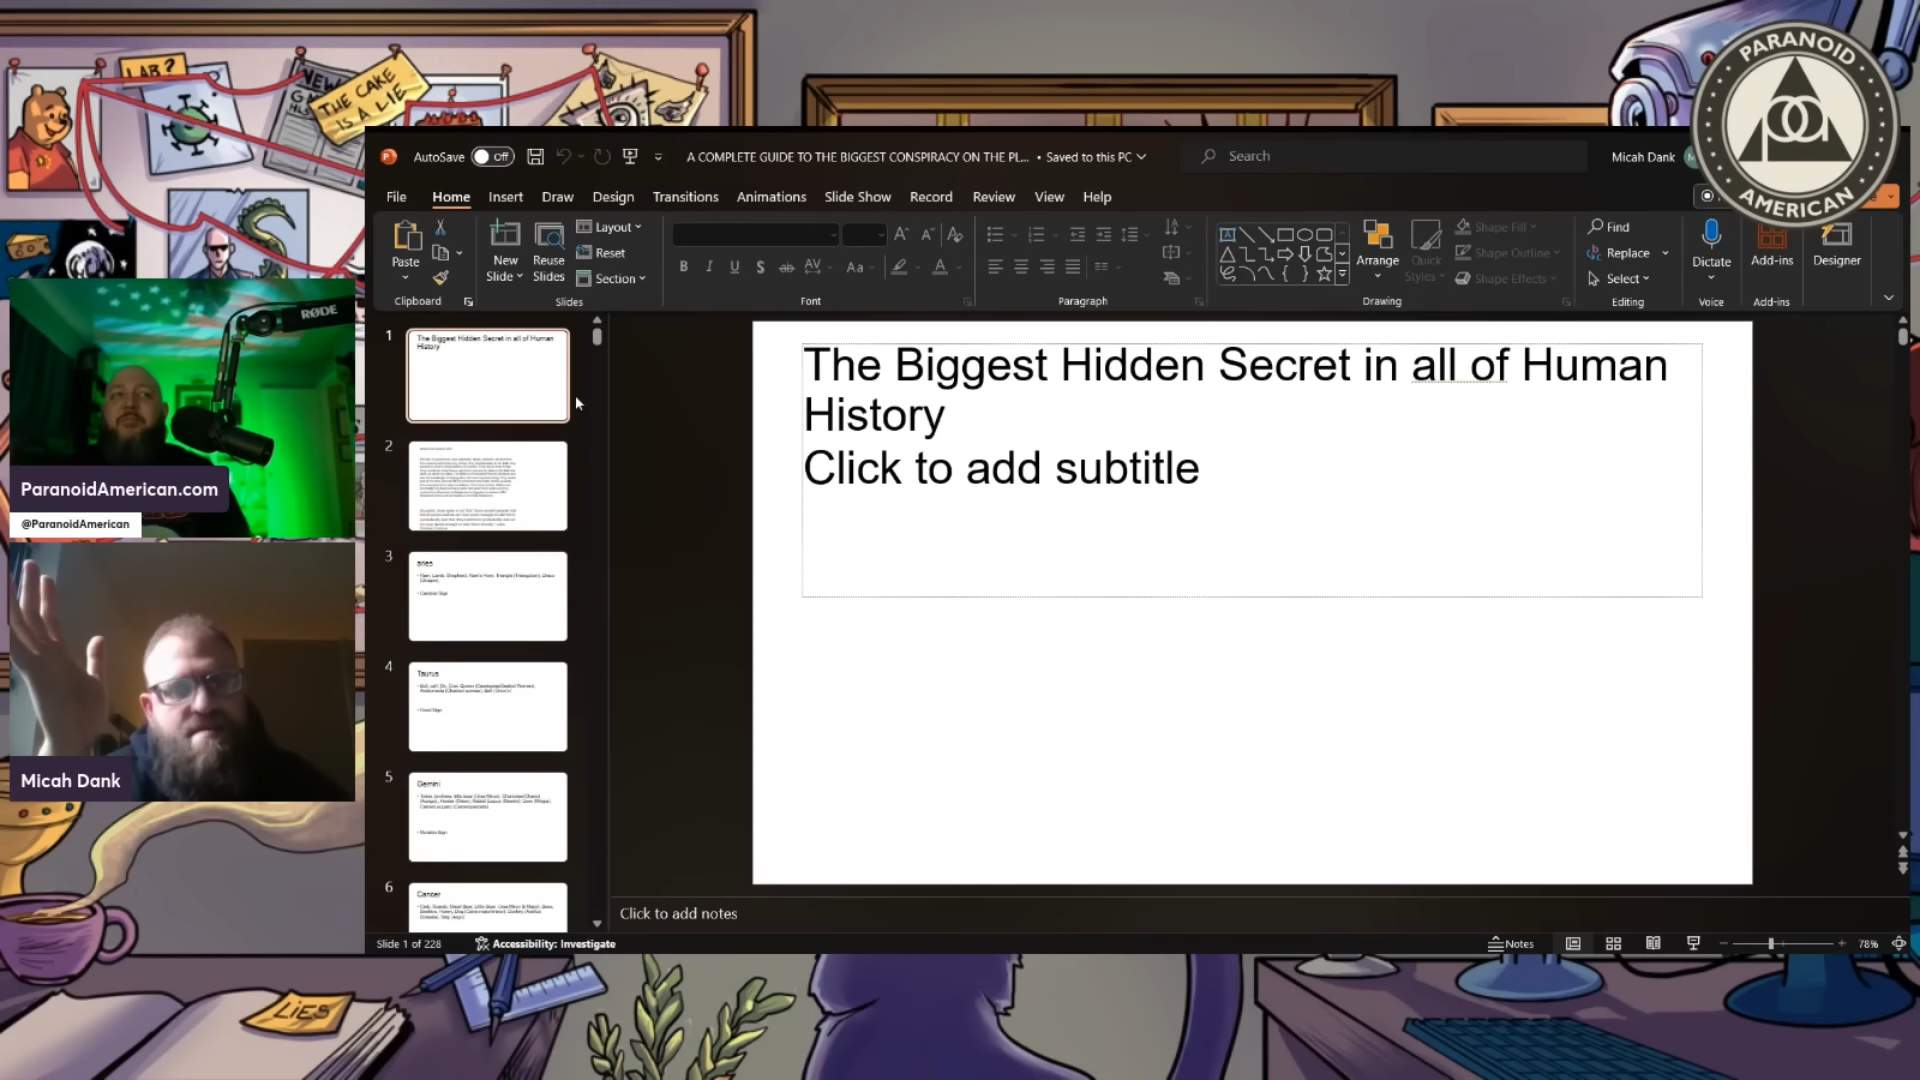 LAB?
THE CAKE
IS A LIE
PARANOID
AMERICAN
AutoSave Off
A COMPLETE GUIDE TO THE BIGGEST CONSPIRACY ON THE PL... • Saved to this PC
Search
Micah Dank
File Home Insert Draw Design Transitions Animations Slide Show Record Review View Help
Paste
New
Slide
Reuse
Slides
Layout
Reset
Section
Arrange
Quick
Styles
Shape Fill
Shape Outline
Shape Effects
Find
Replace
Select
Dictate
Add-ins
Designer
Clipboard Slides Font Paragraph Drawing Editing Voice Add-ins
1
The Biggest Hidden Secret in all of Human
History
2
3
aries
4
Taurus
5
Gemini
6
Cancer
The Biggest Hidden Secret in all of Human
History
Click to add subtitle
RØDE
ParanoidAmerican.com
@ParanoidAmerican
Micah Dank
Click to add notes
Slide 1 of 228
Accessibility: Investigate
Notes
78%
LiES